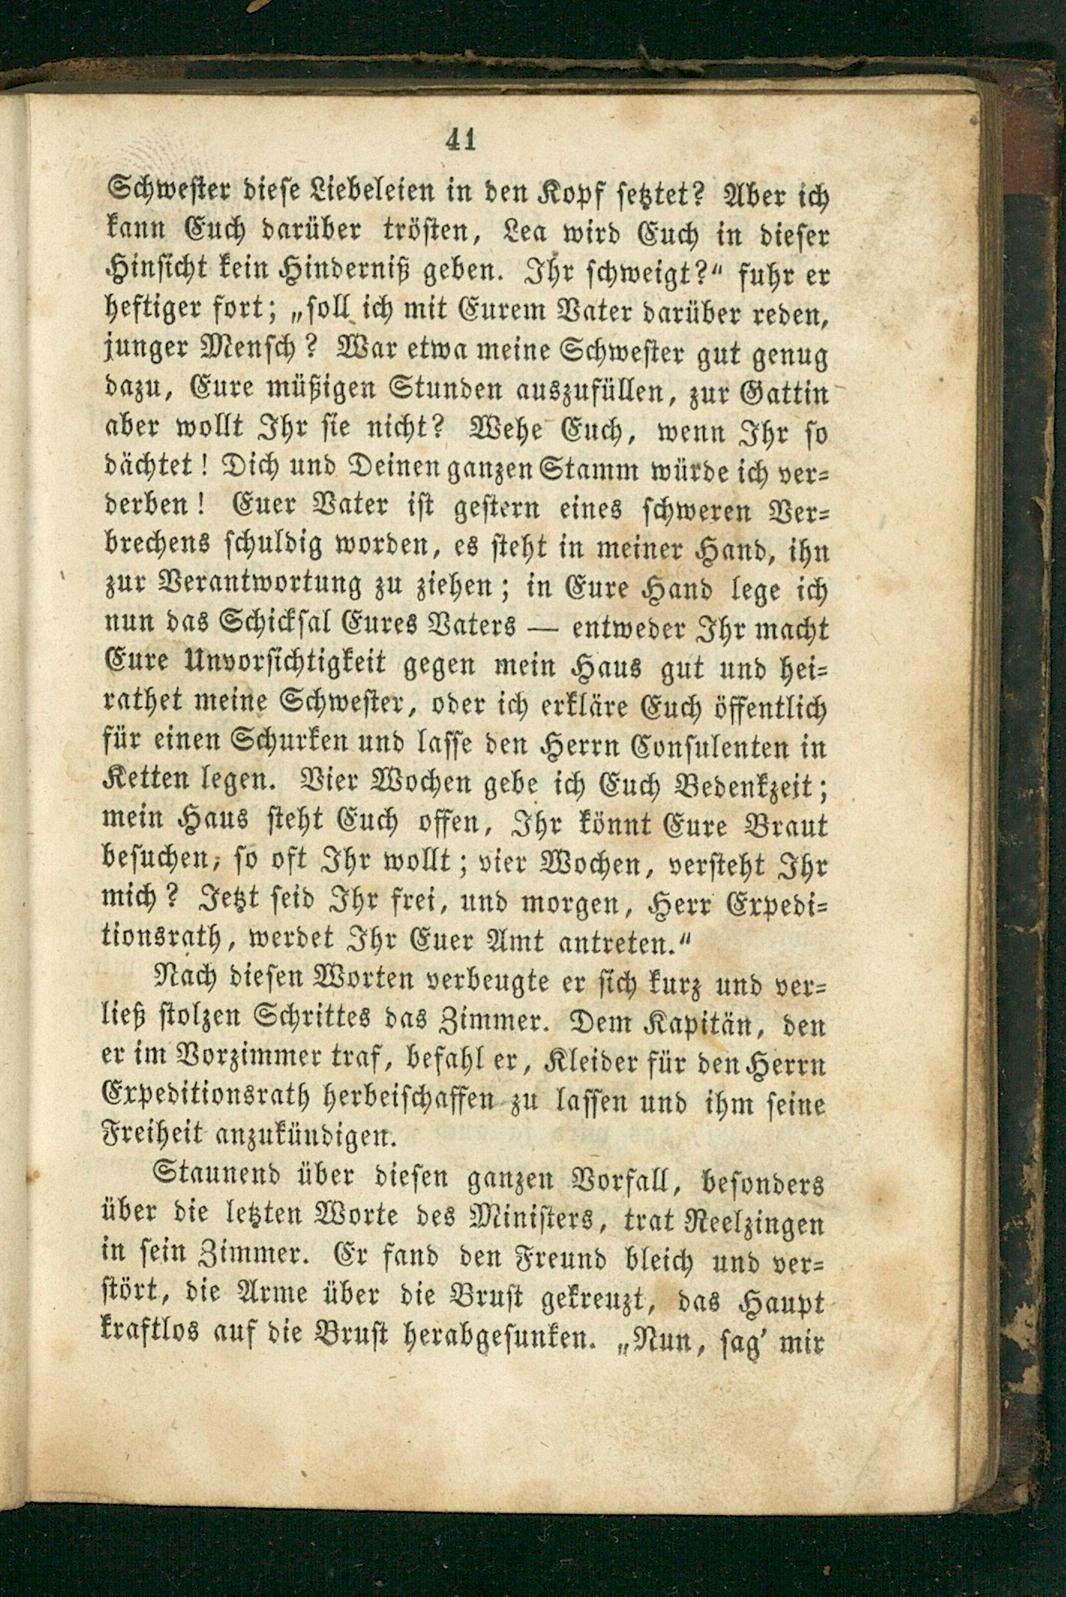 41
Schwester diese Liebeleien in den Kopf setztet? Aber ich
kann Euch darüber trösten, Lea wird Euch in dieser
Hinsicht kein Hinderniß geben. Ihr schweigt?“ fuhr er
heftiger fort; „soll ich mit Eurem Vater darüber reden,
junger Mensch? War etwa meine Schwester gut genug
dazu, Eure müßigen Stunden auszufüllen, zur Gattin
aber wollt Ihr sie nicht? Wehe Euch, wenn Ihr so
dächtet! Dich und Deinen ganzen Stamm würde ich ver-
derben! Euer Vater ist gestern eines schweren Ver-
brechens schuldig worden, es steht in meiner Hand, ihn
zur Verantwortung zu ziehen; in Eure Hand lege ich
nun das Schicksal Eures Vaters — entweder Ihr macht
Eure Unvorsichtigkeit gegen mein Haus gut und hei-
rathet meine Schwester, oder ich erkläre Euch öffentlich
für einen Schurken und lasse den Herrn Consulenten in
Ketten legen. Vier Wochen gebe ich Euch Bedenkzeit;
mein Haus steht Euch offen, Ihr könnt Eure Braut
besuchen, so oft Ihr wollt; vier Wochen, versteht Ihr
mich? Jetzt seid Ihr frei, und morgen, Herr Expedi-
tionsrath, werdet Ihr Euer Amt antreten.“
Nach diesen Worten verbeugte er sich kurz und ver-
ließ stolzen Schrittes das Zimmer. Dem Kapitän, den
er im Vorzimmer traf, befahl er, Kleider für den Herrn
Expeditionsrath herbeischaffen zu lassen und ihm seine
Freiheit anzukündigen.
Staunend über diesen ganzen Vorfall, besonders
über die letzten Worte des Ministers, trat Reelzingen
in sein Zimmer. Er fand den Freund bleich und ver-
stört, die Arme über die Brust gekreuzt, das Haupt
kraftlos auf die Brust herabgesunken. „Nun, sag’ mir